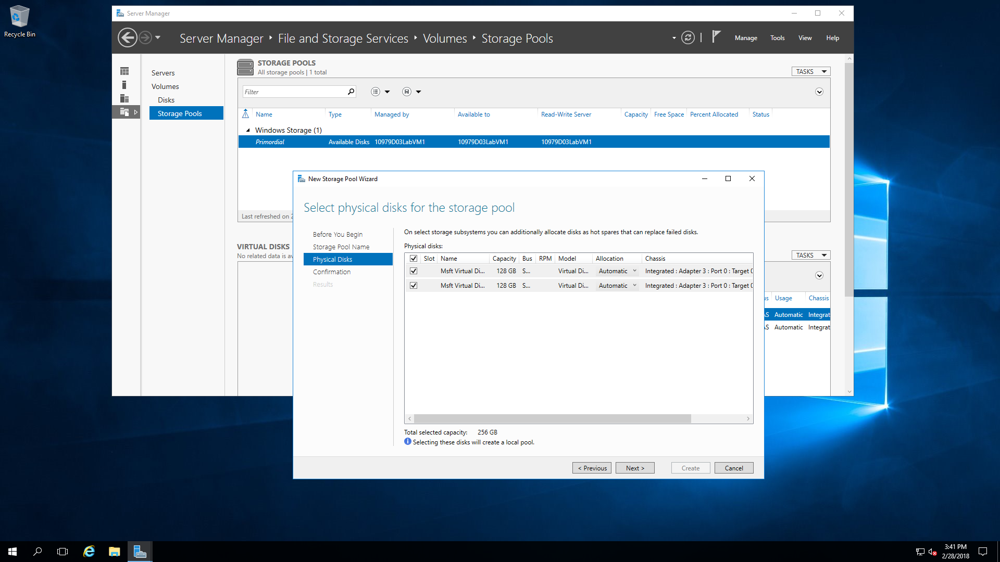 Recycle Bin
Server Manager
Server Manager File and Storage Services Volumes Storage Pools
Manage Tools View Help
Servers
Volumes
Disks
Storage Pools
STORAGE POOLS
All storage pools | 1 total
TASKS
Filter
Name Type Managed by Available to Read-Write Server Capacity Free Space Percent Allocated Status
Windows Storage (1)
Primordial Available Disks 10979D03LabVM1 10979D03LabVM1 10979D03LabVM1
Last refreshed on 2
VIRTUAL DISKS
No related data is av
TASKS
Usage Chassis
AS Automatic Integrat
AS Automatic Integrat
New Storage Pool Wizard
Select physical disks for the storage pool
Before You Begin
Storage Pool Name
Physical Disks
Confirmation
Results
On select storage subsystems you can additionally allocate disks as hot spares that can replace failed disks.
Physical disks:
Slot Name Capacity Bus RPM Model Allocation Chassis
Msft Virtual Di... 128 GB S... Virtual Di... Automatic Integrated : Adapter 3 : Port 0 : Target 0
Msft Virtual Di... 128 GB S... Virtual Di... Automatic Integrated : Adapter 3 : Port 0 : Target 0
Total selected capacity: 256 GB
Selecting these disks will create a local pool.
< Previous Next > Create Cancel
3:41 PM
2/28/2018